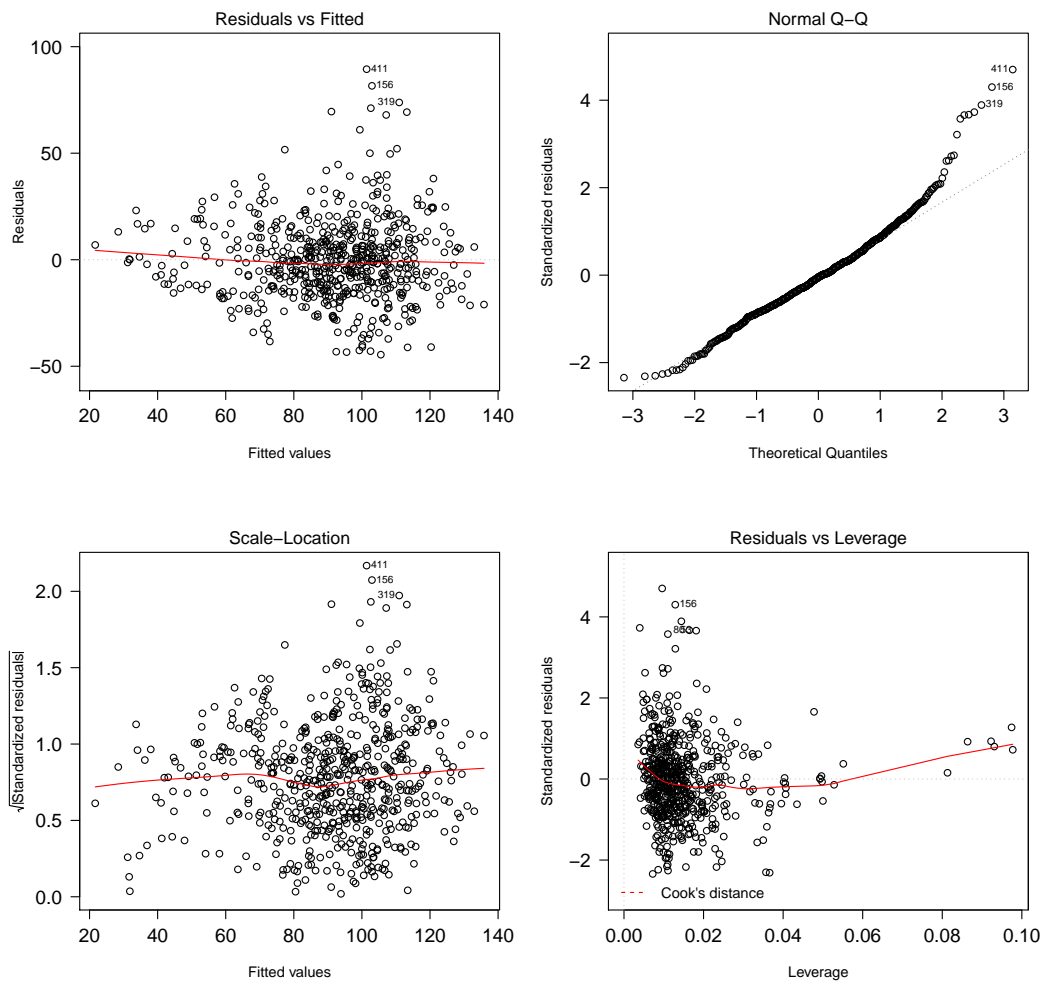 Residuals vs Fitted
100
50
0
−50
20 40 60 80 100 120 140
Residuals
Fitted values
411
156
319
Normal Q−Q
4
2
0
−2
−3 −2 −1 0 1 2 3
Standardized residuals
Theoretical Quantiles
411
156
319
Scale−Location
2.0
1.5
1.0
0.5
0.0
20 40 60 80 100 120 140
√|Standardized residuals|
Fitted values
411
156
319
Residuals vs Leverage
4
2
0
−2
0.00 0.02 0.04 0.06 0.08 0.10
Standardized residuals
Leverage
156
Cook's distance